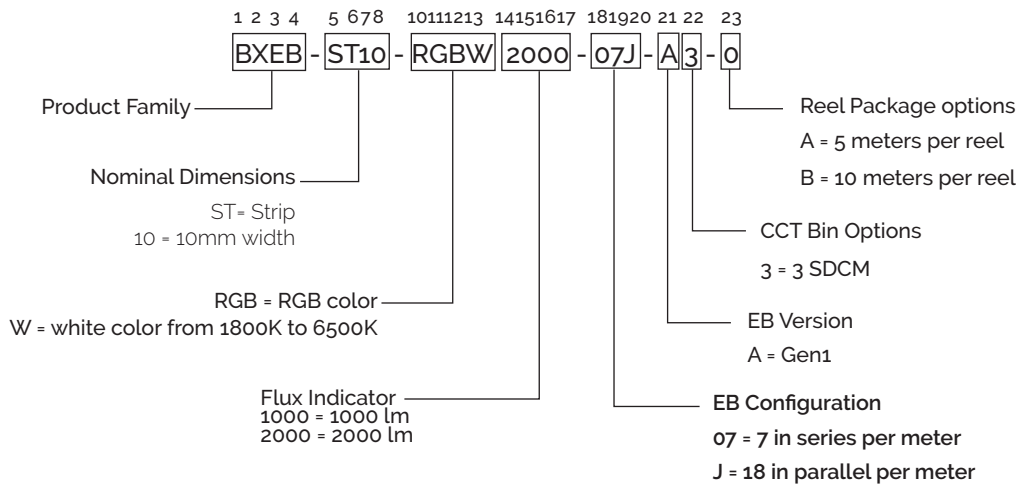 1 2 3 4 5 6 7 8 10 11 12 13 14 15 16 17 18 19 20 21 22 23
BXEB - ST10 - RGBW 2000 - 07J - A 3 - 0
Product Family
Nominal Dimensions
ST= Strip
10 = 10mm width
RGB = RGB color
W = white color from 1800K to 6500K
Flux Indicator
1000 = 1000 lm
2000 = 2000 lm
Reel Package options
A = 5 meters per reel
B = 10 meters per reel
CCT Bin Options
3 = 3 SDCM
EB Version
A = Gen1
EB Configuration
07 = 7 in series per meter
J = 18 in parallel per meter